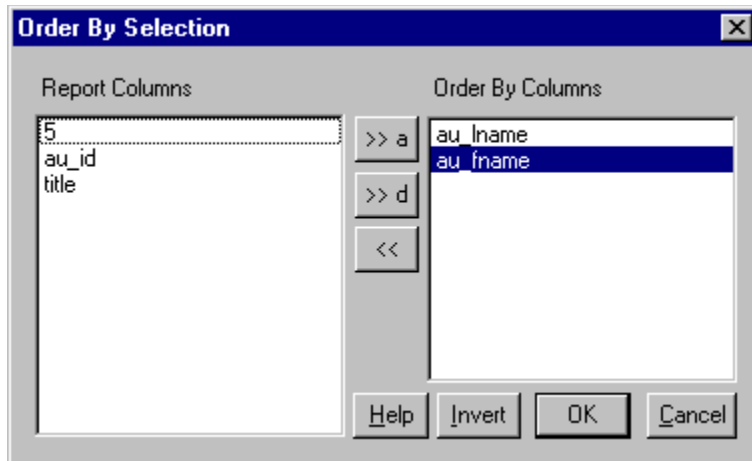 Order By Selection
Report Columns
Order By Columns
5
au_id
title
>> a
>> d
<<
au_lname
au_fname
Help
Invert
OK
Cancel